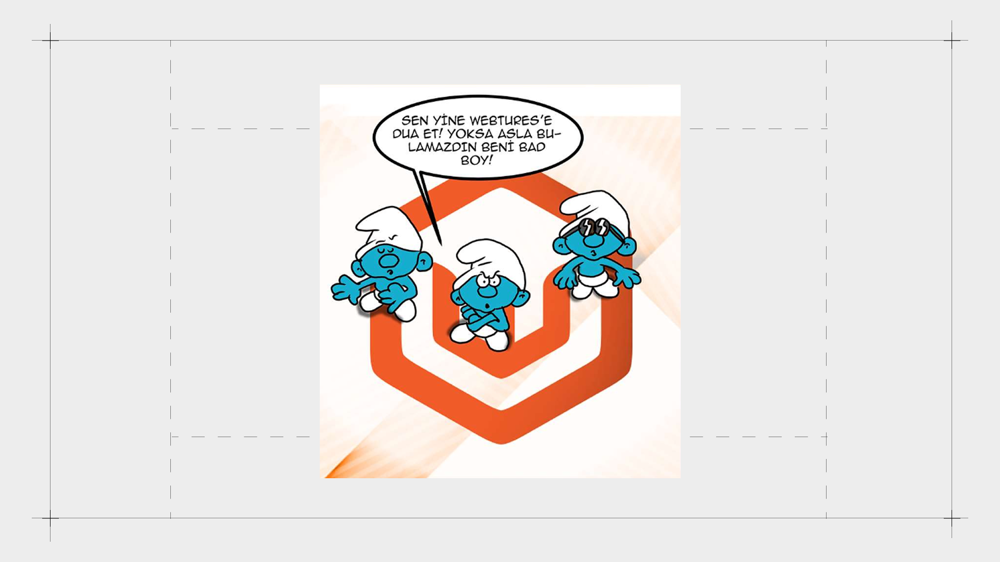 SEN YİNE WEBTURES'E
DUA ET! YOKSA ASLA BU-
LAMAZDIN BENİ BAD
BOY!